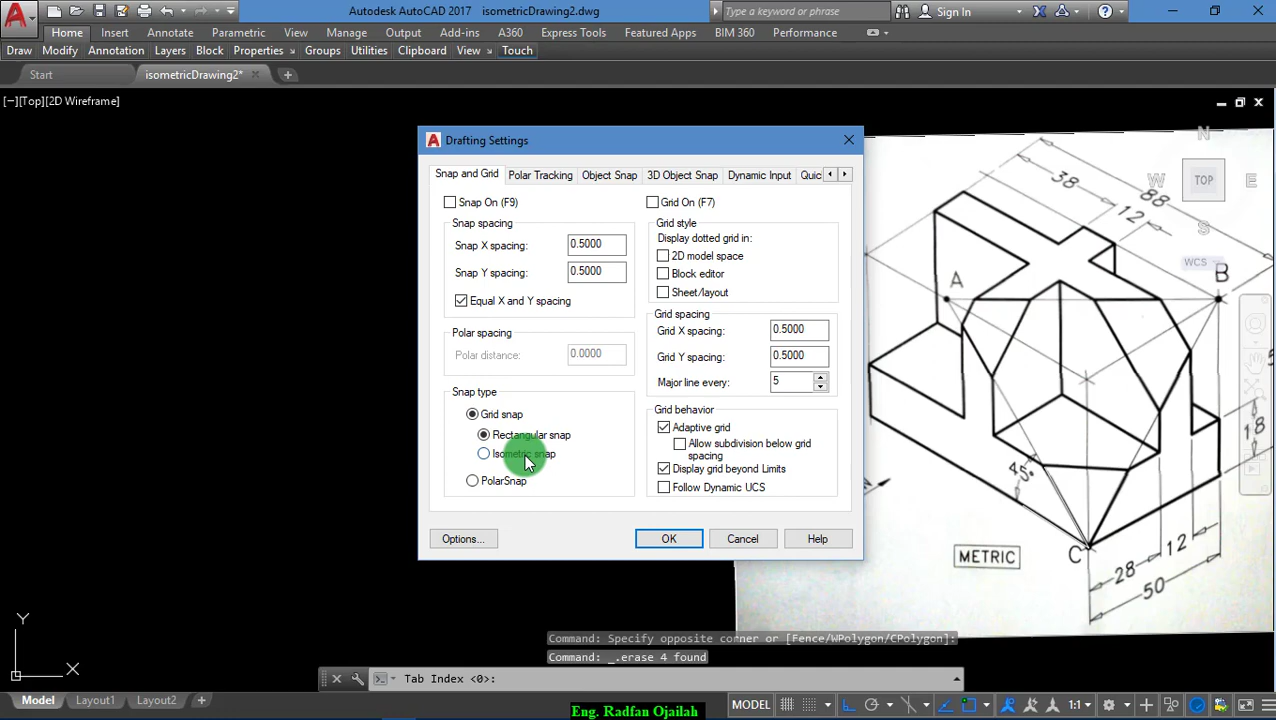 Autodesk AutoCAD 2017 isometricDrawing2.dwg
Type a keyword or phrase
Sign In
Home Insert Annotate Parametric View Manage Output Add-ins A360 Express Tools Featured Apps BIM 360 Performance
Draw Modify Annotation Layers Block Properties Groups Utilities Clipboard View Touch
Start isometricDrawing2*
[−][Top][2D Wireframe]
Drafting Settings
Snap and Grid Polar Tracking Object Snap 3D Object Snap Dynamic Input Quic
Snap On (F9)
Snap spacing
Snap X spacing: 0.5000
Snap Y spacing: 0.5000
Equal X and Y spacing
Polar spacing
Polar distance: 0.0000
Snap type
Grid snap
Rectangular snap
Isometric snap
PolarSnap
Grid On (F7)
Grid style
Display dotted grid in:
2D model space
Block editor
Sheet/layout
Grid spacing
Grid X spacing: 0.5000
Grid Y spacing: 0.5000
Major line every: 5
Grid behavior
Adaptive grid
Allow subdivision below grid
spacing
Display grid beyond Limits
Follow Dynamic UCS
Options... OK Cancel Help
N
W TOP E
S
WCS
38
88
12
A
B
45°
18
C
METRIC
28
12
50
Y
X
Command: Specify opposite corner or [Fence/WPolygon/CPolygon]:
Command: _.erase 4 found
Tab Index <0>:
Model Layout1 Layout2 +
MODEL
1:1
Eng. Radfan Ojailah